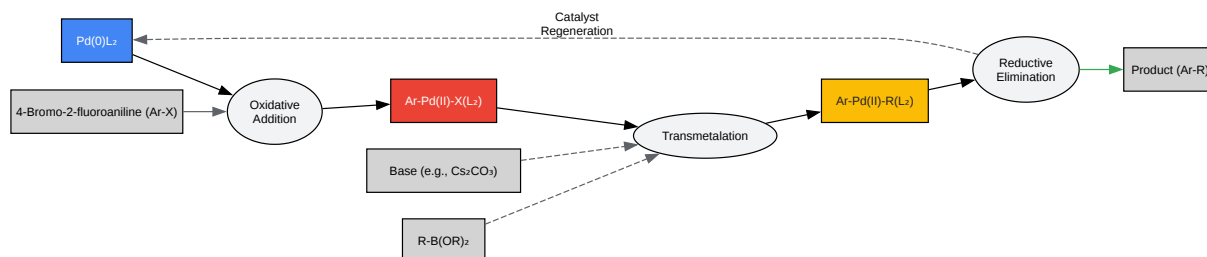 Catalyst
Regeneration
Pd(0)L₂
4-Bromo-2-fluoroaniline (Ar-X)
Oxidative
Addition
Ar-Pd(II)-X(L₂)
Base (e.g., Cs₂CO₃)
R-B(OR)₂
Transmetalation
Ar-Pd(II)-R(L₂)
Reductive
Elimination
Product (Ar-R)